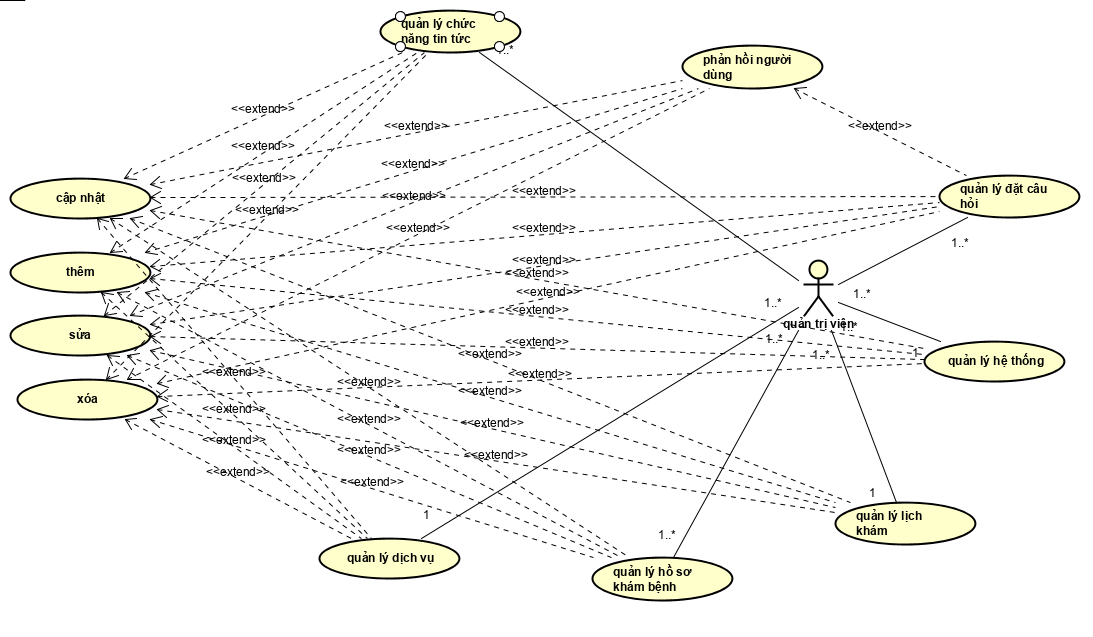 quản lý chức
năng tin tức
1..*
phản hồi người
dùng
<<extend>>
<<extend>>
<<extend>>
<<extend>>
<<extend>>
<<extend>>
<<extend>>
cập nhật
<<extend>>
quản lý đặt câu
hỏi
<<extend>>
<<extend>>
<<extend>>
<<extend>>
1..*
<<extend>>
thêm
<<extend>>
<<extend>>
1..*
1..*
<<extend>>
quản trị viên
1..*
sửa
<<extend>>
1..*
1..*
1
<<extend>>
quản lý hệ thống
<<extend>>
<<extend>>
<<extend>>
<<extend>>
xóa
<<extend>>
<<extend>>
<<extend>>
<<extend>>
<<extend>>
<<extend>>
<<extend>>
<<extend>>
<<extend>>
1
1
quản lý lịch
khám
1..*
quản lý dịch vụ
quản lý hồ sơ
khám bệnh